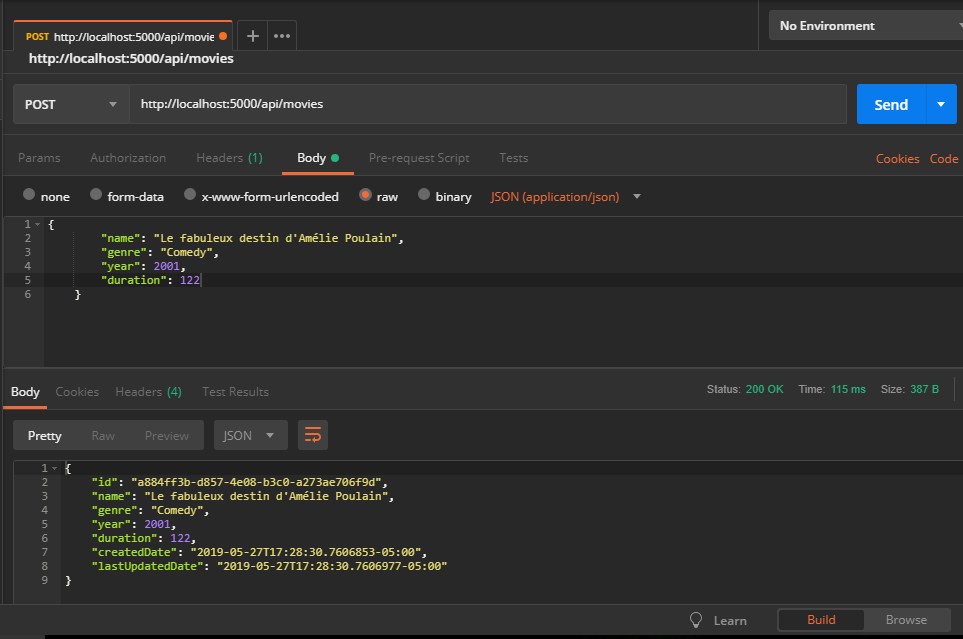 POST http://localhost:5000/api/movie
No Environment
http://localhost:5000/api/movies
POST http://localhost:5000/api/movies Send
Params Authorization Headers (1) Body Pre-request Script Tests Cookies Code
none form-data x-www-form-urlencoded raw binary JSON (application/json)
1 {
2 "name": "Le fabuleux destin d'Amélie Poulain",
3 "genre": "Comedy",
4 "year": 2001,
5 "duration": 122
6 }
Body Cookies Headers (4) Test Results Status: 200 OK Time: 115 ms Size: 387 B
Pretty Raw Preview JSON
1 {
2 "id": "a884ff3b-d857-4e08-b3c0-a273ae706f9d",
3 "name": "Le fabuleux destin d'Amélie Poulain",
4 "genre": "Comedy",
5 "year": 2001,
6 "duration": 122,
7 "createdDate": "2019-05-27T17:28:30.7606853-05:00",
8 "lastUpdatedDate": "2019-05-27T17:28:30.7606977-05:00"
9 }
Learn Build Browse